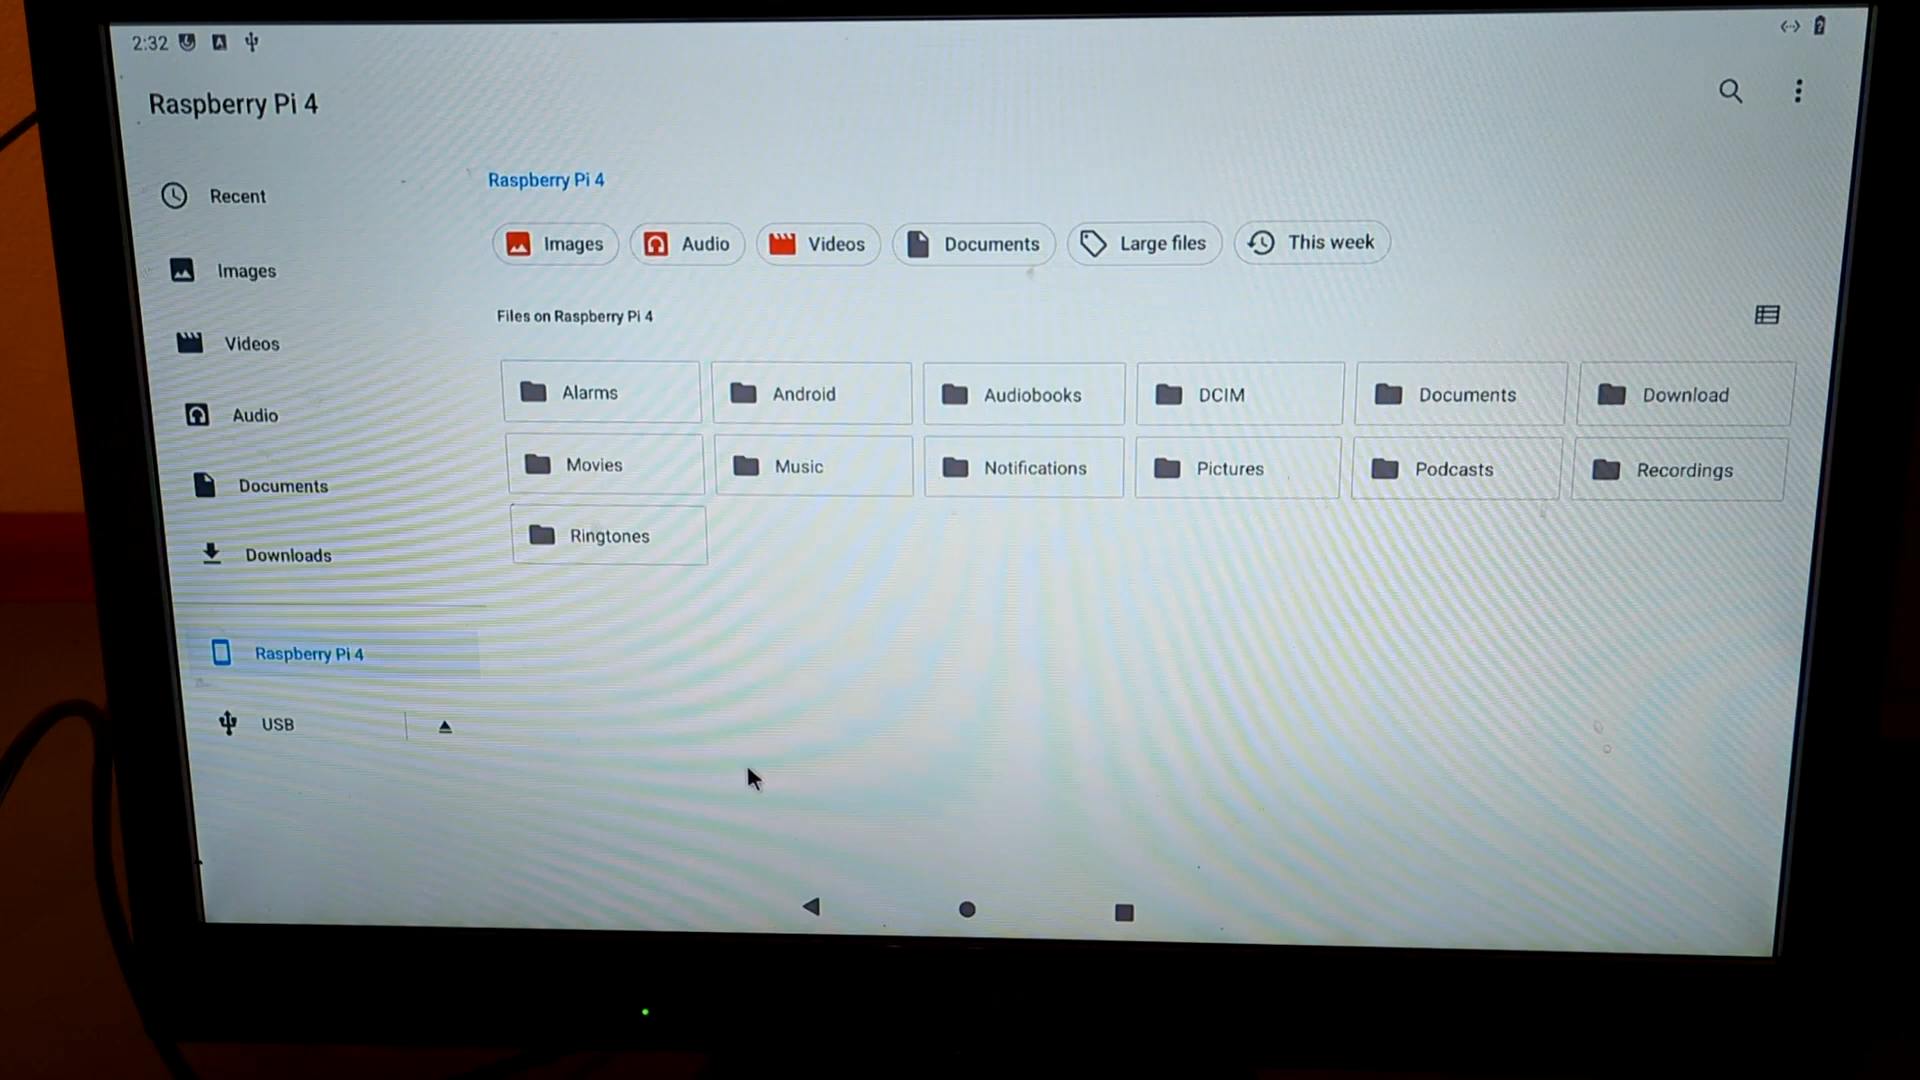 2:32
Raspberry Pi 4
Recent
Images
Videos
Audio
Documents
Downloads
Raspberry Pi 4
USB
Raspberry Pi 4
Images Audio Videos Documents Large files This week
Files on Raspberry Pi 4
Alarms Android Audiobooks DCIM Documents Download
Movies Music Notifications Pictures Podcasts Recordings
Ringtones